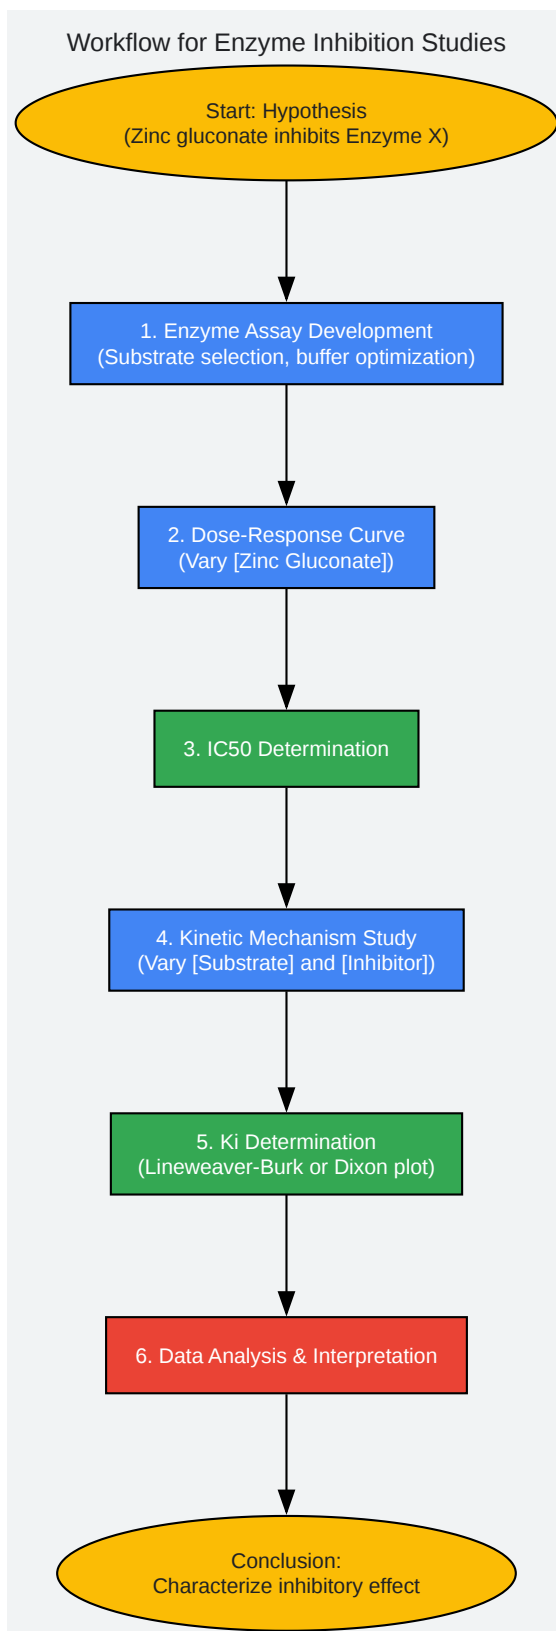 Workflow for Enzyme Inhibition Studies
Start: Hypothesis
(Zinc gluconate inhibits Enzyme X)
1. Enzyme Assay Development
(Substrate selection, buffer optimization)
2. Dose-Response Curve
(Vary [Zinc Gluconate])
3. IC50 Determination
4. Kinetic Mechanism Study
(Vary [Substrate] and [Inhibitor])
5. Ki Determination
(Lineweaver-Burk or Dixon plot)
6. Data Analysis & Interpretation
Conclusion:
Characterize inhibitory effect